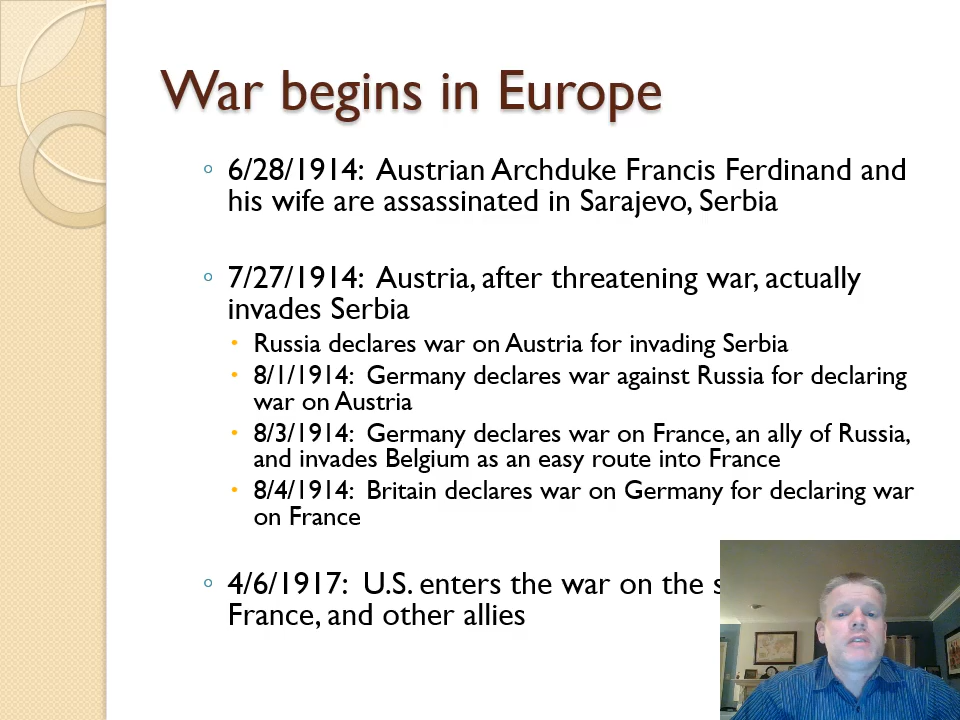 War begins in Europe
6/28/1914: Austrian Archduke Francis Ferdinand and
his wife are assassinated in Sarajevo, Serbia
7/27/1914: Austria, after threatening war, actually
invades Serbia
Russia declares war on Austria for invading Serbia
8/1/1914: Germany declares war against Russia for declaring
war on Austria
8/3/1914: Germany declares war on France, an ally of Russia,
and invades Belgium as an easy route into France
8/4/1914: Britain declares war on Germany for declaring war
on France
4/6/1917: U.S. enters the war on the
France, and other allies